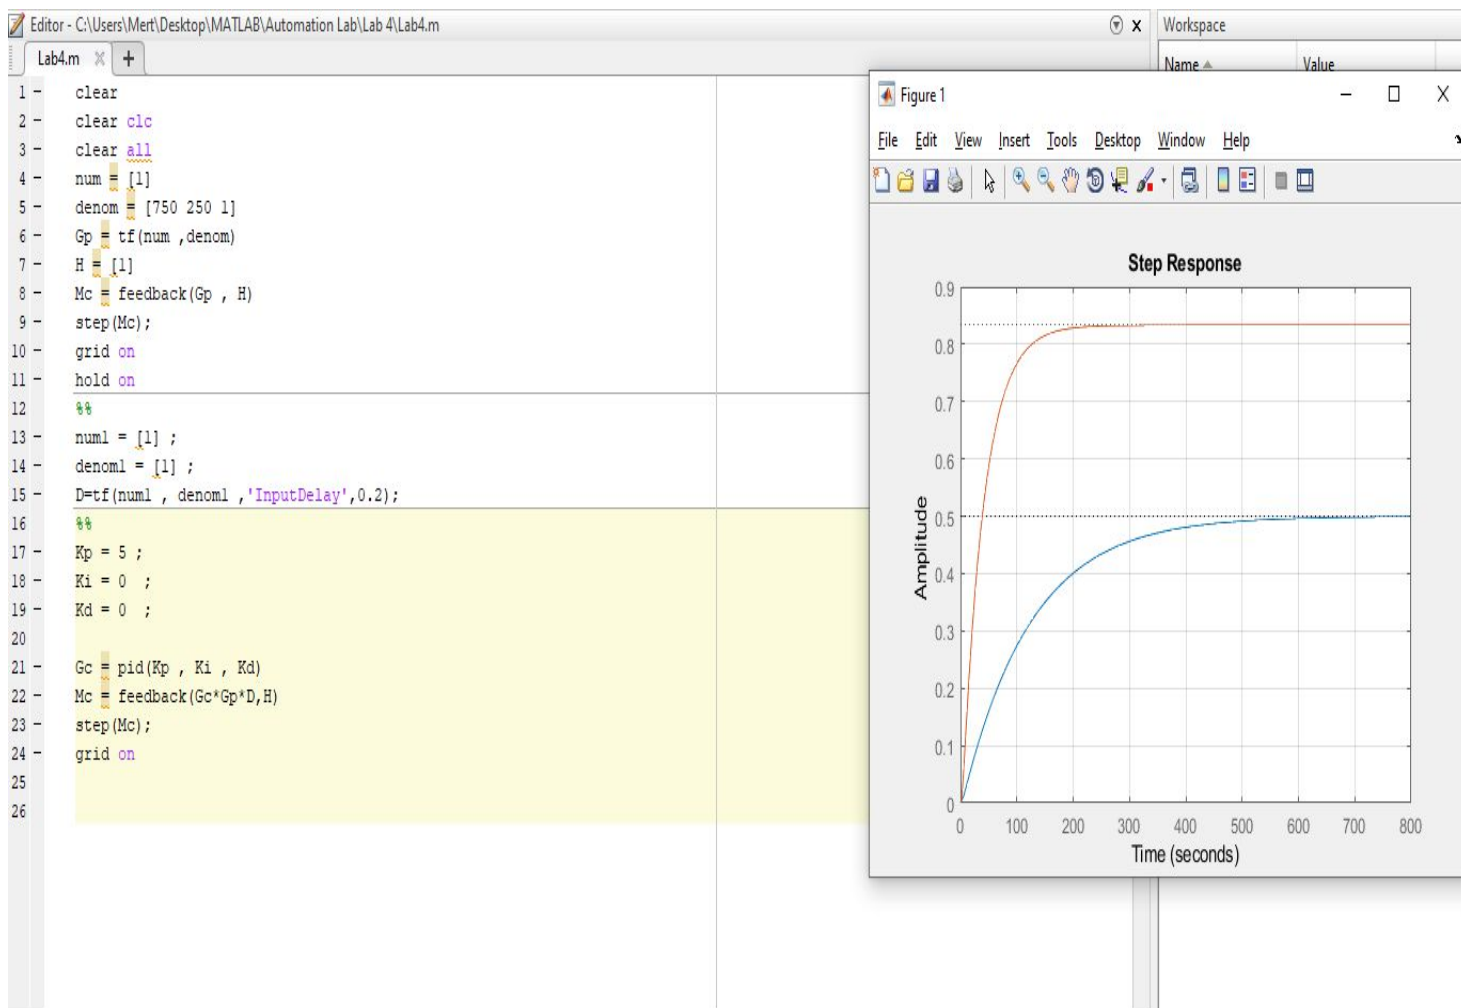 Editor - C:\Users\Mert\Desktop\MATLAB\Automation Lab\Lab 4\Lab4.m
Lab4.m
1 - clear
2 - clear clc
3 - clear all
4 - num = [1]
5 - denom = [750 250 1]
6 - Gp = tf(num ,denom)
7 - H = [1]
8 - Mc = feedback(Gp , H)
9 - step(Mc);
10 - grid on
11 - hold on
12 %%
13 - num1 = [1] ;
14 - denom1 = [1] ;
15 - D=tf(num1 , denom1 ,'InputDelay',0.2);
16 %%
17 - Kp = 5 ;
18 - Ki = 0 ;
19 - Kd = 0 ;
20
21 - Gc = pid(Kp , Ki , Kd)
22 - Mc = feedback(Gc*Gp*D,H)
23 - step(Mc);
24 - grid on
25
26
Workspace
Name Value
Figure 1
File Edit View Insert Tools Desktop Window Help
Step Response
Amplitude
0.9
0.8
0.7
0.6
0.5
0.4
0.3
0.2
0.1
0
0 100 200 300 400 500 600 700 800
Time (seconds)